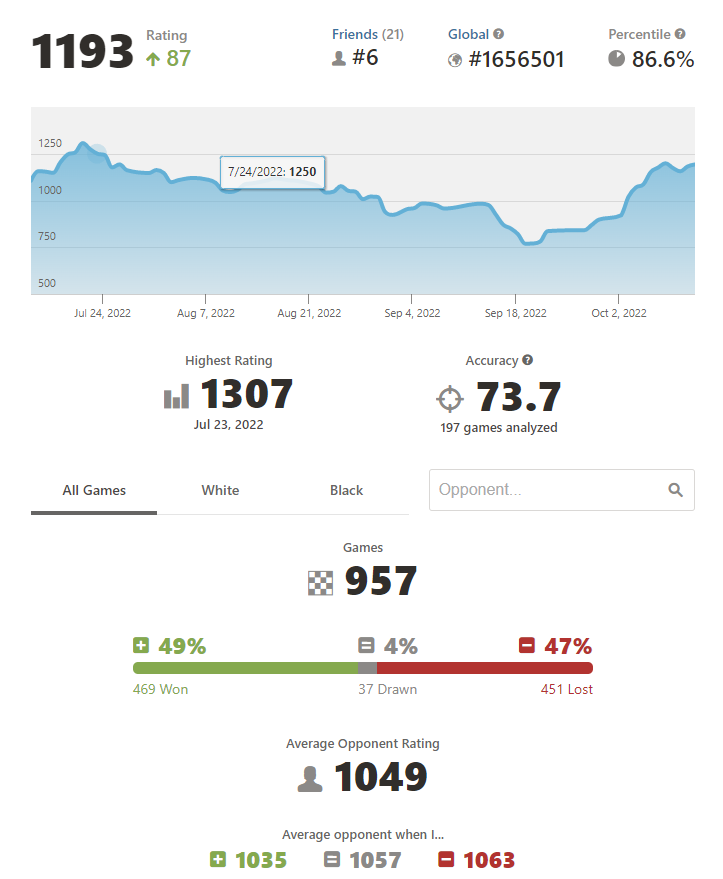 Rating Friends (21) Global Percentile
1193 87 #6 #1656501 86.6%
1250
7/24/2022: 1250
1000
750
500
Jul 24, 2022 Aug 7, 2022 Aug 21, 2022 Sep 4, 2022 Sep 18, 2022 Oct 2, 2022
Highest Rating Accuracy
1307 73.7
Jul 23, 2022 197 games analyzed
All Games White Black Opponent...
Games
957
49% 4% 47%
469 Won 37 Drawn 451 Lost
Average Opponent Rating
1049
Average opponent when I...
1035 1057 1063